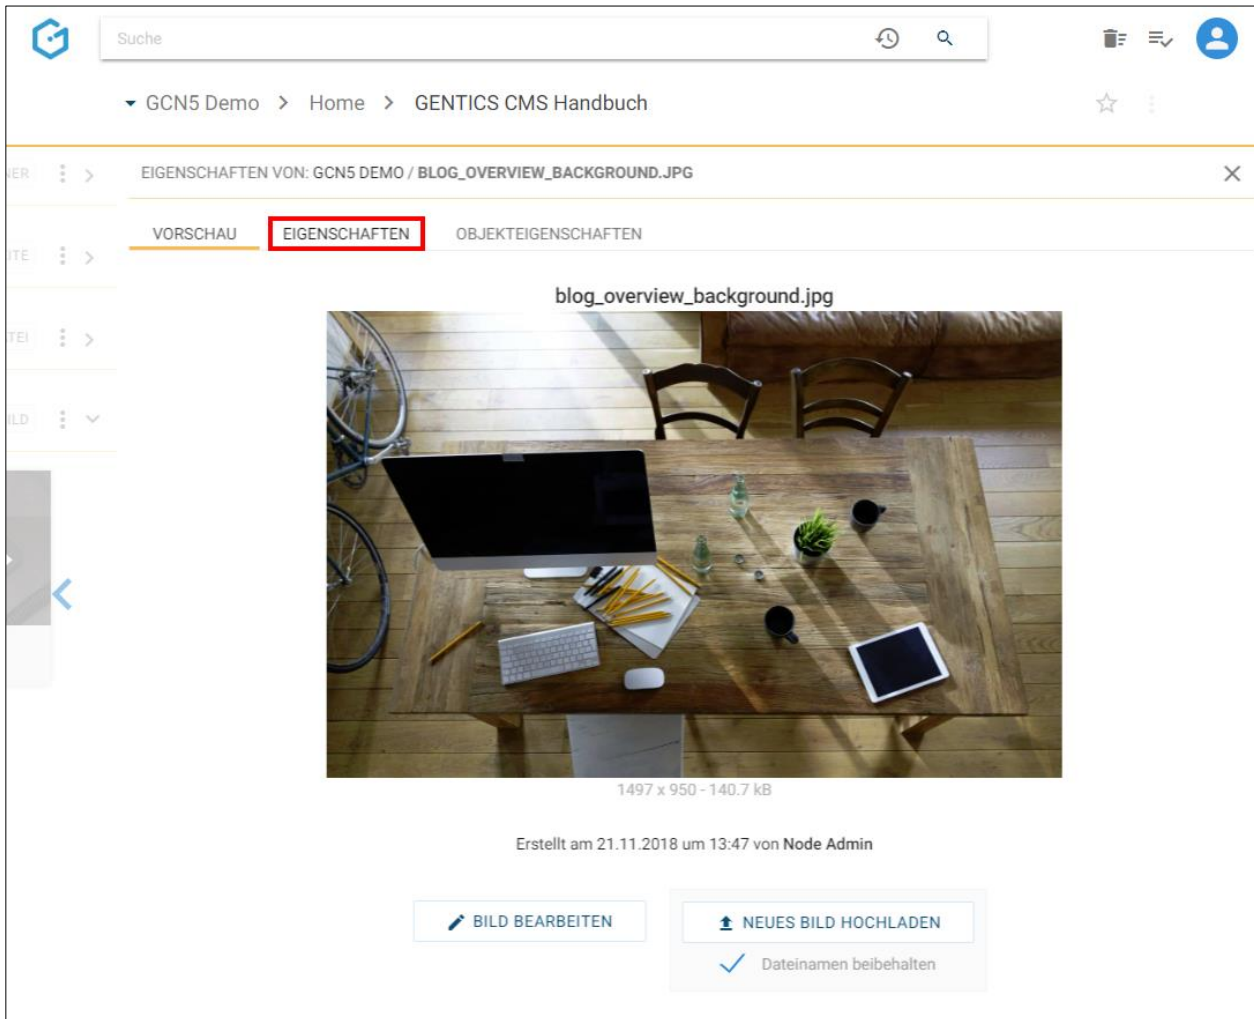 Suche
GCN5 Demo > Home > GENTICS CMS Handbuch
EIGENSCHAFTEN VON: GCN5 DEMO / BLOG_OVERVIEW_BACKGROUND.JPG
VORSCHAU EIGENSCHAFTEN OBJEKTEIGENSCHAFTEN
blog_overview_background.jpg
1497 x 950 - 140.7 kB
Erstellt am 21.11.2018 um 13:47 von Node Admin
BILD BEARBEITEN
NEUES BILD HOCHLADEN
Dateinamen beibehalten